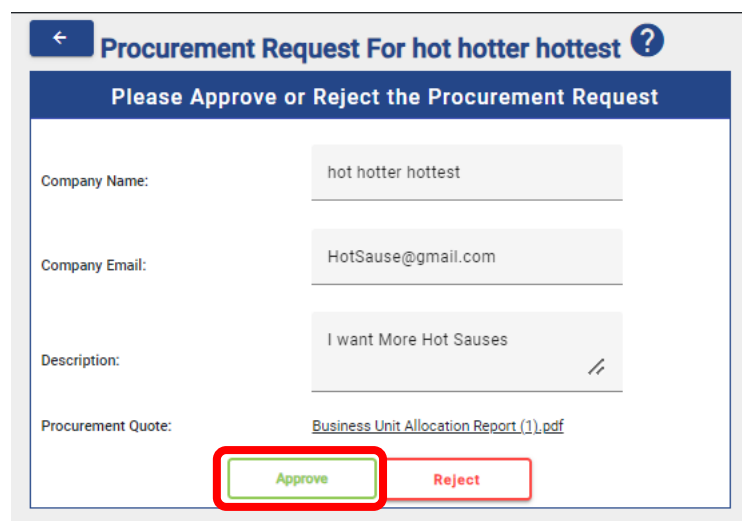 Procurement Request For hot hotter hottest ?
Please Approve or Reject the Procurement Request
Company Name: hot hotter hottest
Company Email: HotSause@gmail.com
Description: I want More Hot Sauses
Procurement Quote: Business Unit Allocation Report (1).pdf
Approve Reject